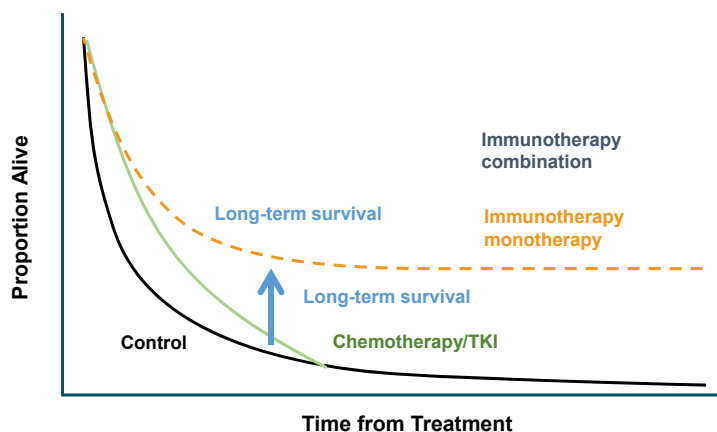 Proportion Alive
Immunotherapy
combination
Long-term survival
Immunotherapy
monotherapy
Long-term survival
Control
Chemotherapy/TKI
Time from Treatment